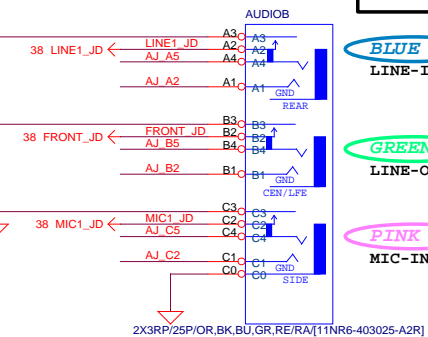 AUDIOB
A3 A3
38 LINE1_JD LINE1_JD A2 A2
AJ_A5 A4 A4
AJ_A2 A1 A1 GND
REAR
BLUE
LINE-I
B3 B3
38 FRONT_JD FRONT_JD B2 B2
AJ_B5 B4 B4
AJ_B2 B1 B1 GND
CEN/LFE
GREEN
LINE-O
C3 C3
38 MIC1_JD MIC1_JD C2 C2
AJ_C5 C4 C4
AJ_C2 C1 C1 GND
C0 C0
SIDE
PINK
MIC-IN
2X3RP/25P/OR,BK,BU,GR,RE/RA/[11NR6-403025-A2R]